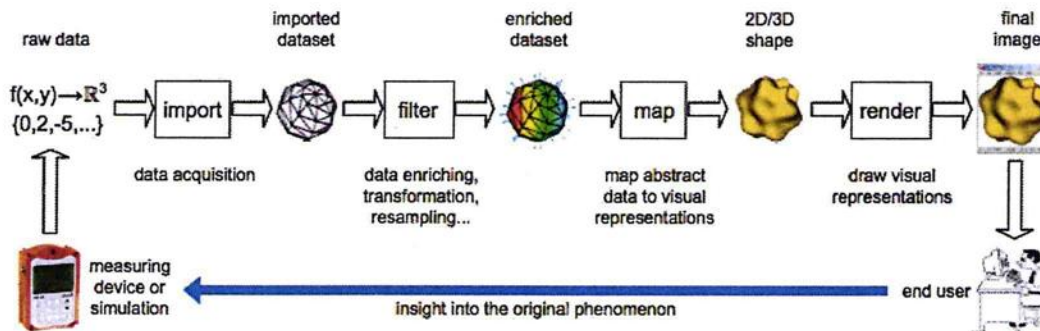 raw data
imported
dataset
enriched
dataset
2D/3D
shape
final
image
f(x,y)→ℝ³
{0,2,-5,...}
import
filter
map
render
data acquisition
data enriching,
transformation,
resampling...
map abstract
data to visual
representations
draw visual
representations
measuring
device or
simulation
insight into the original phenomenon
end user